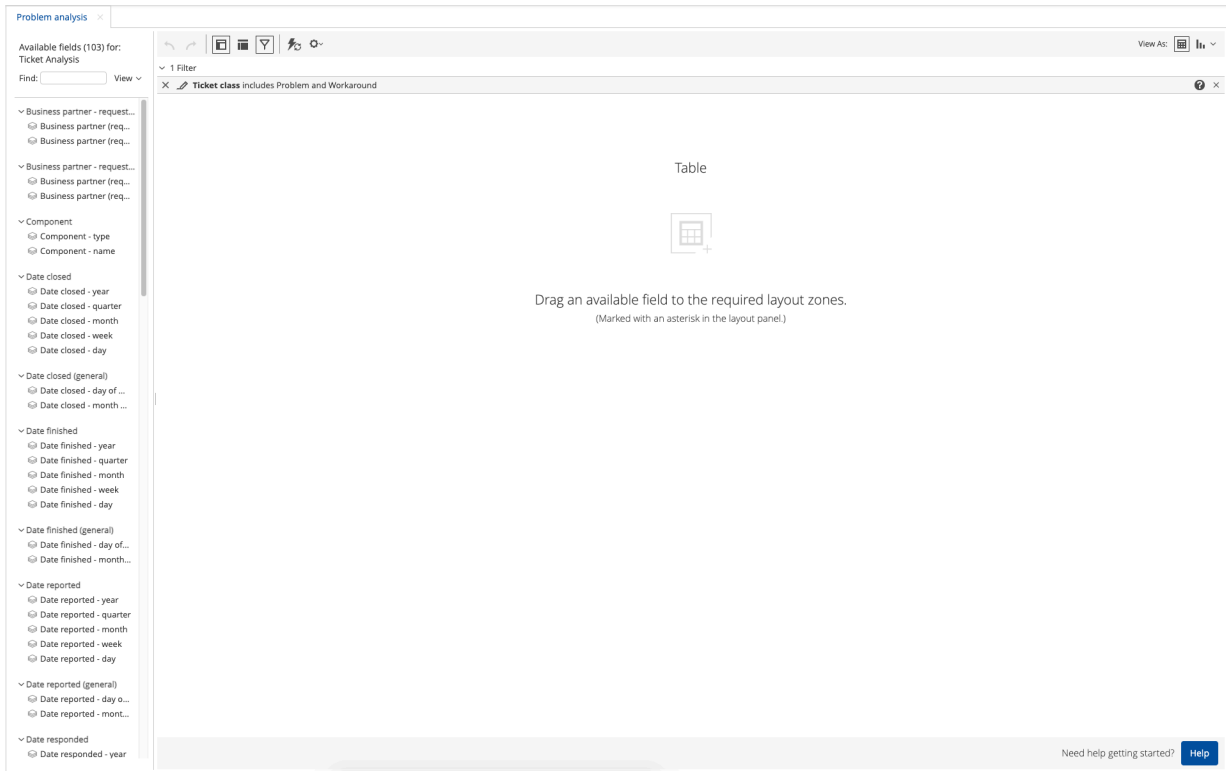 Problem analysis
Available fields (103) for:
Ticket Analysis
Find:
View
View As:
1 Filter
Ticket class includes Problem and Workaround
Business partner - request...
Business partner (req...
Business partner (req...
Business partner - request...
Business partner (req...
Business partner (req...
Component
Component - type
Component - name
Date closed
Date closed - year
Date closed - quarter
Date closed - month
Date closed - week
Date closed - day
Date closed (general)
Date closed - day of ...
Date closed - month ...
Date finished
Date finished - year
Date finished - quarter
Date finished - month
Date finished - week
Date finished - day
Date finished (general)
Date finished - day of...
Date finished - month...
Date reported
Date reported - year
Date reported - quarter
Date reported - month
Date reported - week
Date reported - day
Date reported (general)
Date reported - day o...
Date reported - mont...
Date responded
Date responded - year
Table
Drag an available field to the required layout zones.
(Marked with an asterisk in the layout panel.)
Need help getting started?
Help